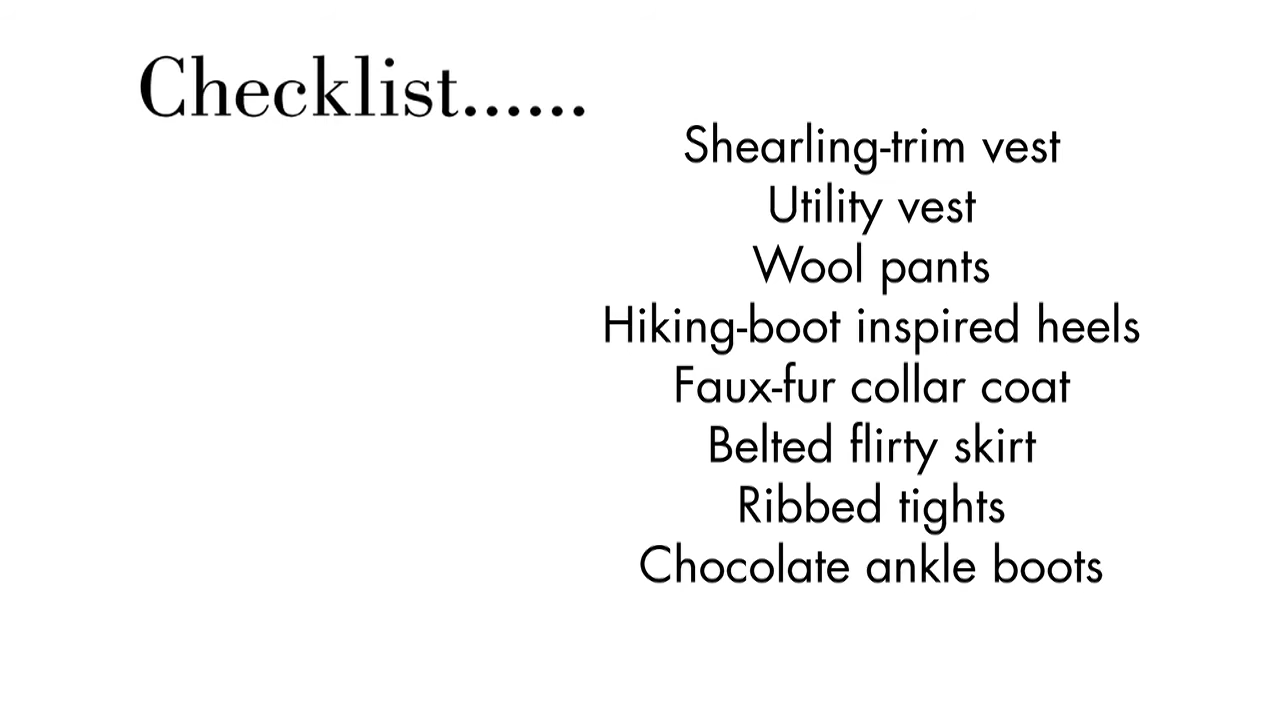 Checklist......
Shearling-trim vest
Utility vest
Wool pants
Hiking-boot inspired heels
Faux-fur collar coat
Belted flirty skirt
Ribbed tights
Chocolate ankle boots